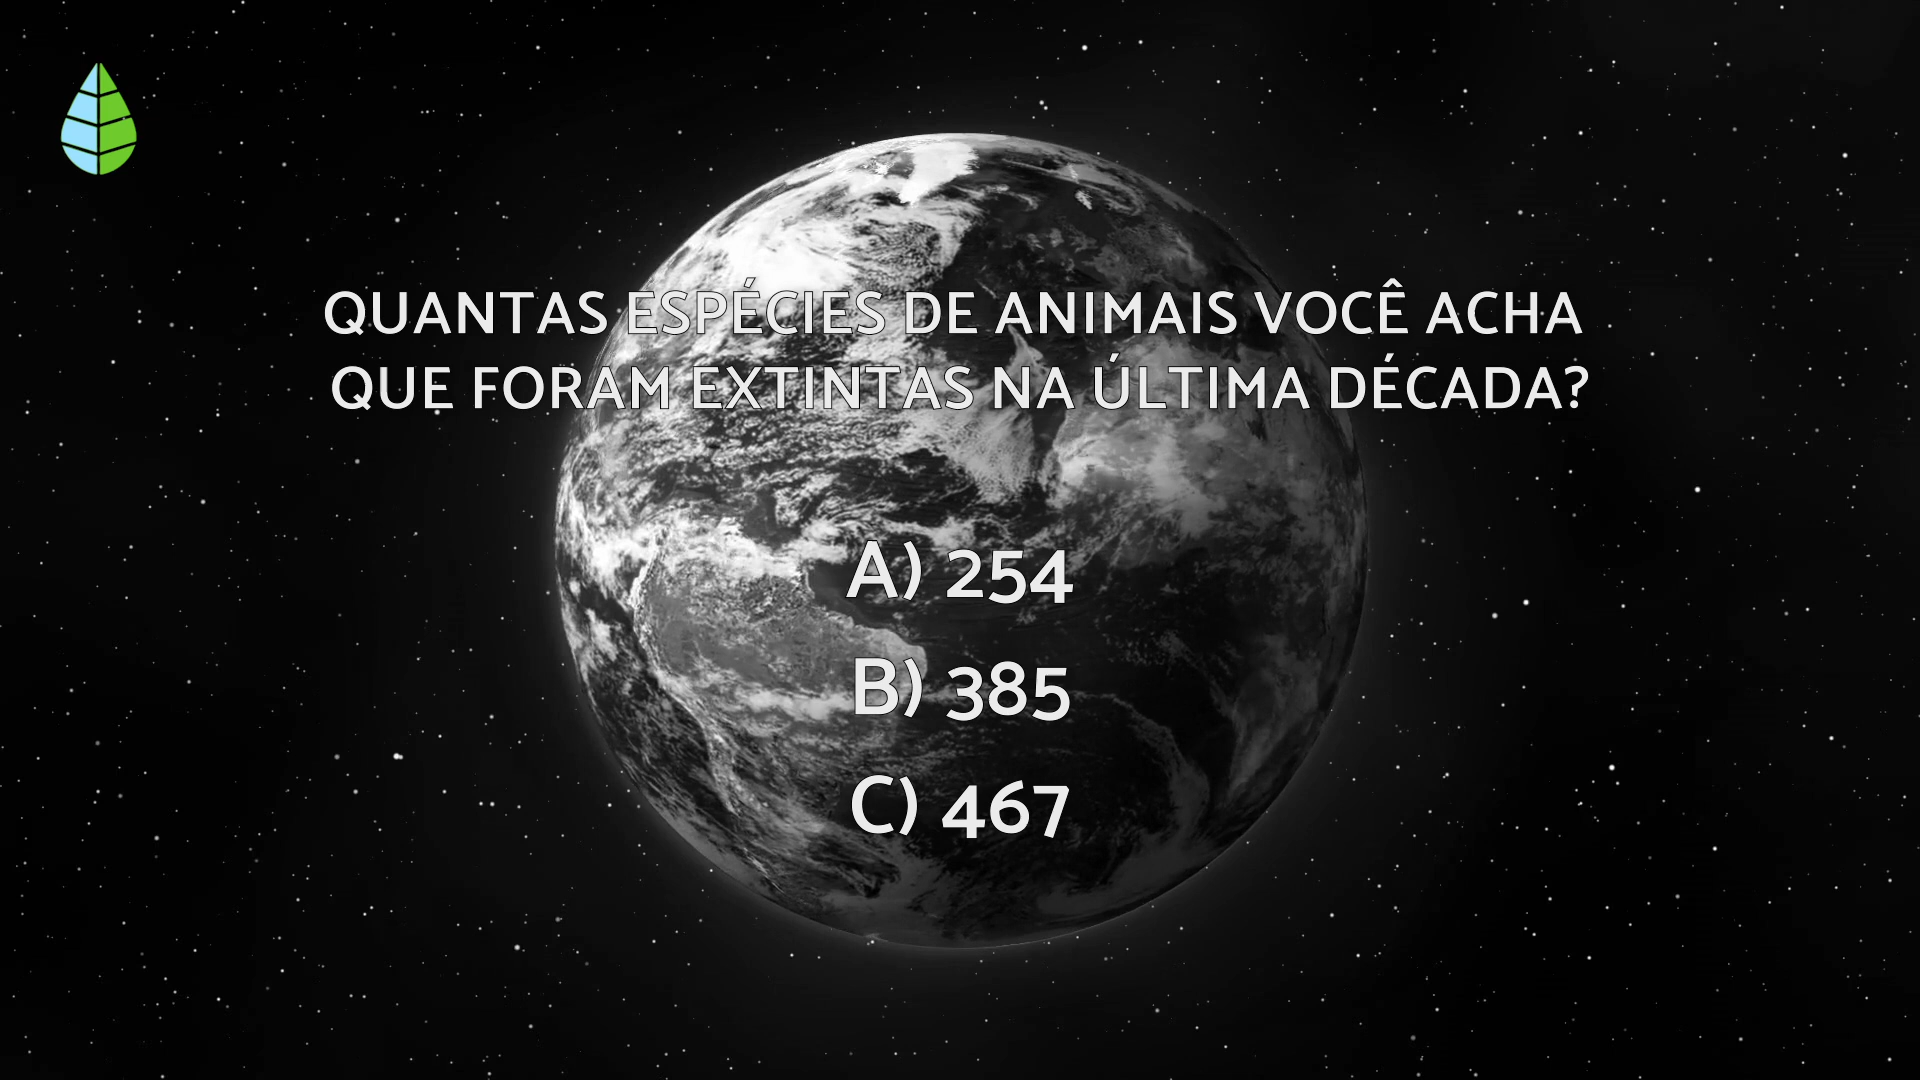 QUANTAS ESPÉCIES DE ANIMAIS VOCÊ ACHA
QUE FORAM EXTINTAS NA ÚLTIMA DÉCADA?
A) 254
B) 385
C) 467